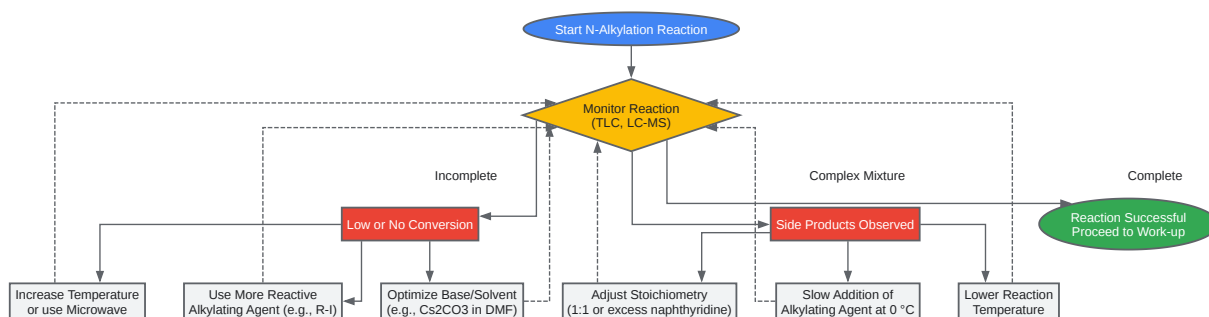 Start N-Alkylation Reaction
Monitor Reaction
(TLC, LC-MS)
Incomplete
Complex Mixture
Complete
Low or No Conversion
Side Products Observed
Reaction Successful
Proceed to Work-up
Increase Temperature
or use Microwave
Use More Reactive
Alkylating Agent (e.g., R-I)
Optimize Base/Solvent
(e.g., Cs2CO3 in DMF)
Adjust Stoichiometry
(1:1 or excess naphthyridine)
Slow Addition of
Alkylating Agent at 0 °C
Lower Reaction
Temperature